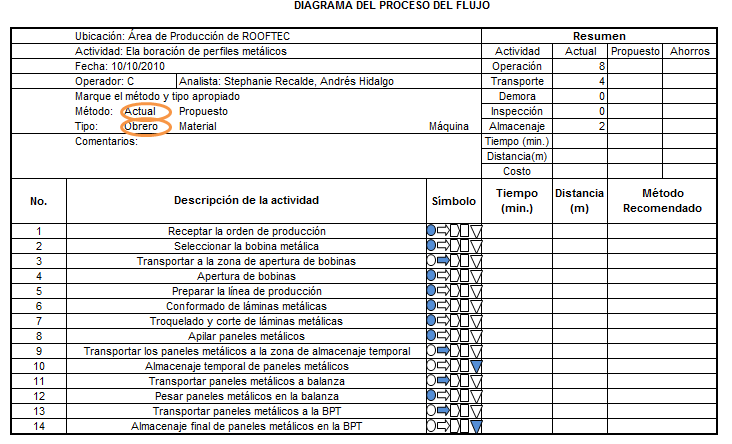 DIAGRAMA DEL PROCESO DEL FLUJO
Ubicación: Área de Producción de ROOFTEC Resumen
Actividad: Ela boración de perfiles metálicos Actividad Actual Propuesto Ahorros
Fecha: 10/10/2010 Operación 8
Operador: C Analista: Stephanie Recalde, Andrés Hidalgo Transporte 4
Marque el método y tipo apropiado Demora 0
Método: Actual Propuesto Inspección 0
Tipo: Obrero Material Máquina Almacenaje 2
Comentarios: Tiempo (min.)
Distancia(m)
Costo
No. Descripción de la actividad Símbolo Tiempo (min.) Distancia (m) Método Recomendado
1 Receptar la orden de producción
2 Seleccionar la bobina metálica
3 Transportar a la zona de apertura de bobinas
4 Apertura de bobinas
5 Preparar la línea de producción
6 Conformado de láminas metálicas
7 Troquelado y corte de láminas metálicas
8 Apilar paneles metálicos
9 Transportar los paneles metálicos a la zona de almacenaje temporal
10 Almacenaje temporal de paneles metálicos
11 Transportar paneles metálicos a balanza
12 Pesar paneles metálicos en la balanza
13 Transportar paneles metálicos a la BPT
14 Almacenaje final de paneles metálicos en la BPT